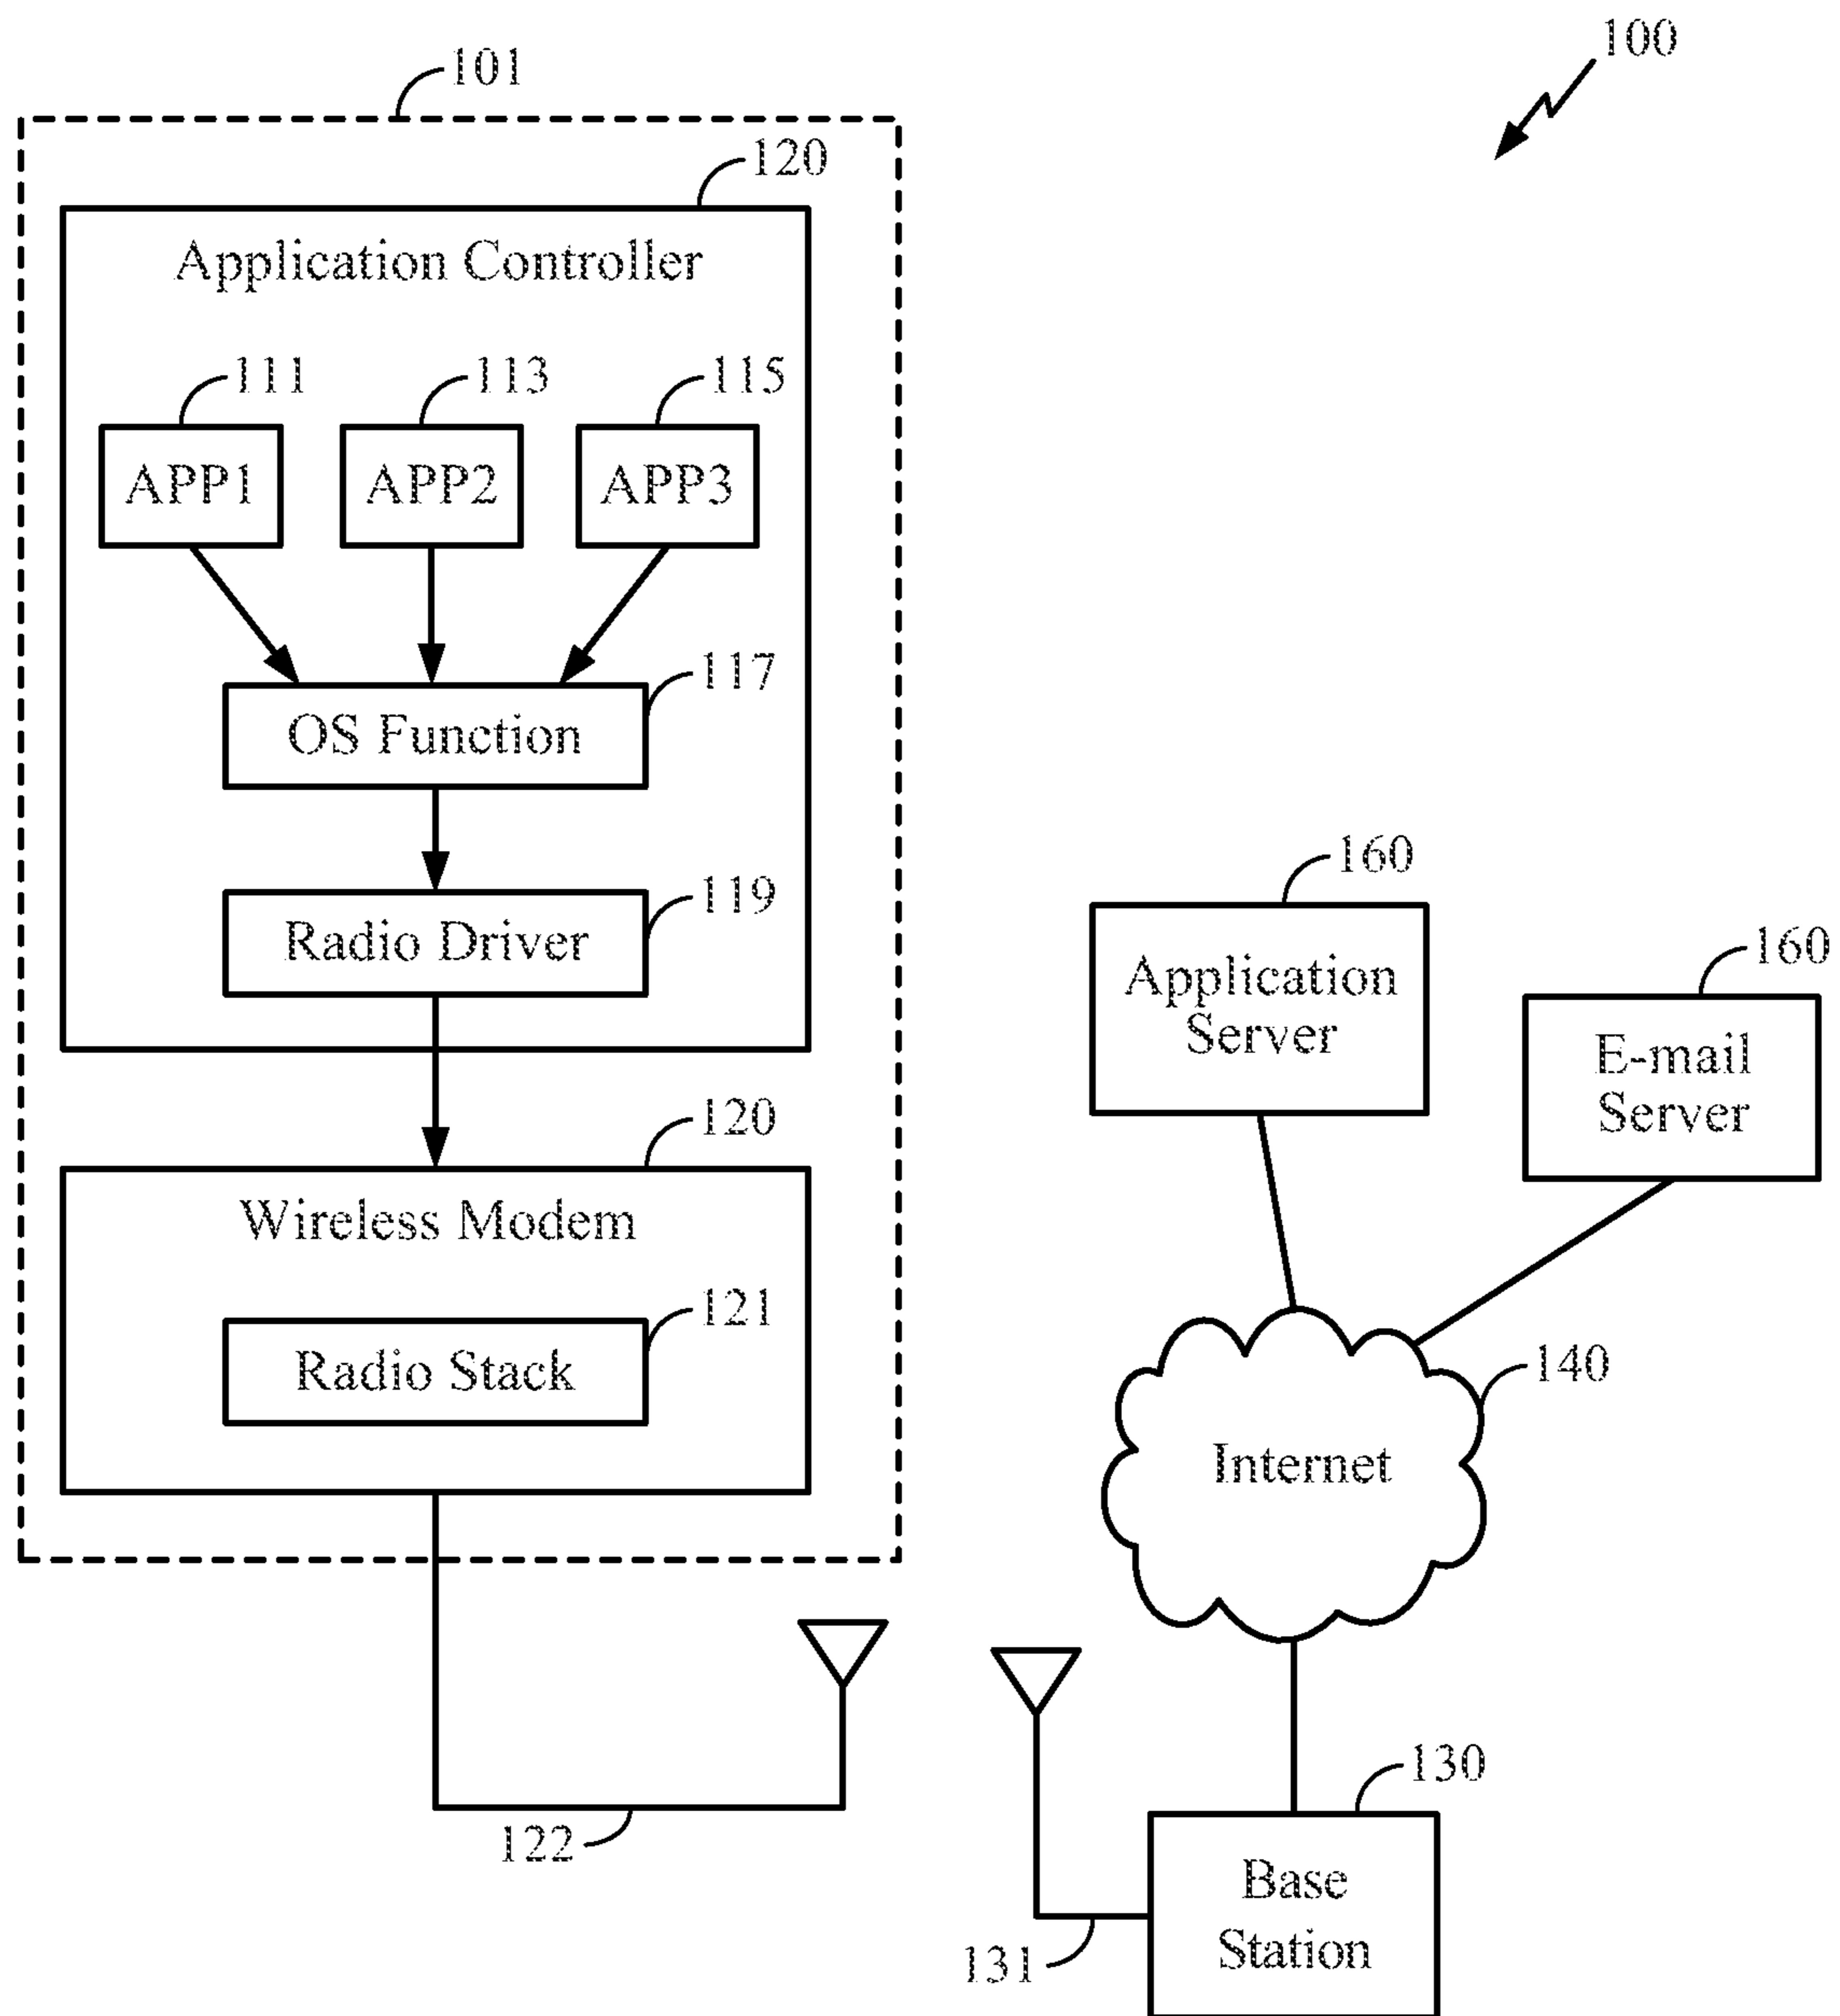 100
101
120
Application Controller
111
113
115
APP1
APP2
APP3
117
OS Function
119
Radio Driver
120
Wireless Modem
121
Radio Stack
122
160
Application
Server
160
E-mail
Server
140
Internet
130
Base
Station
131